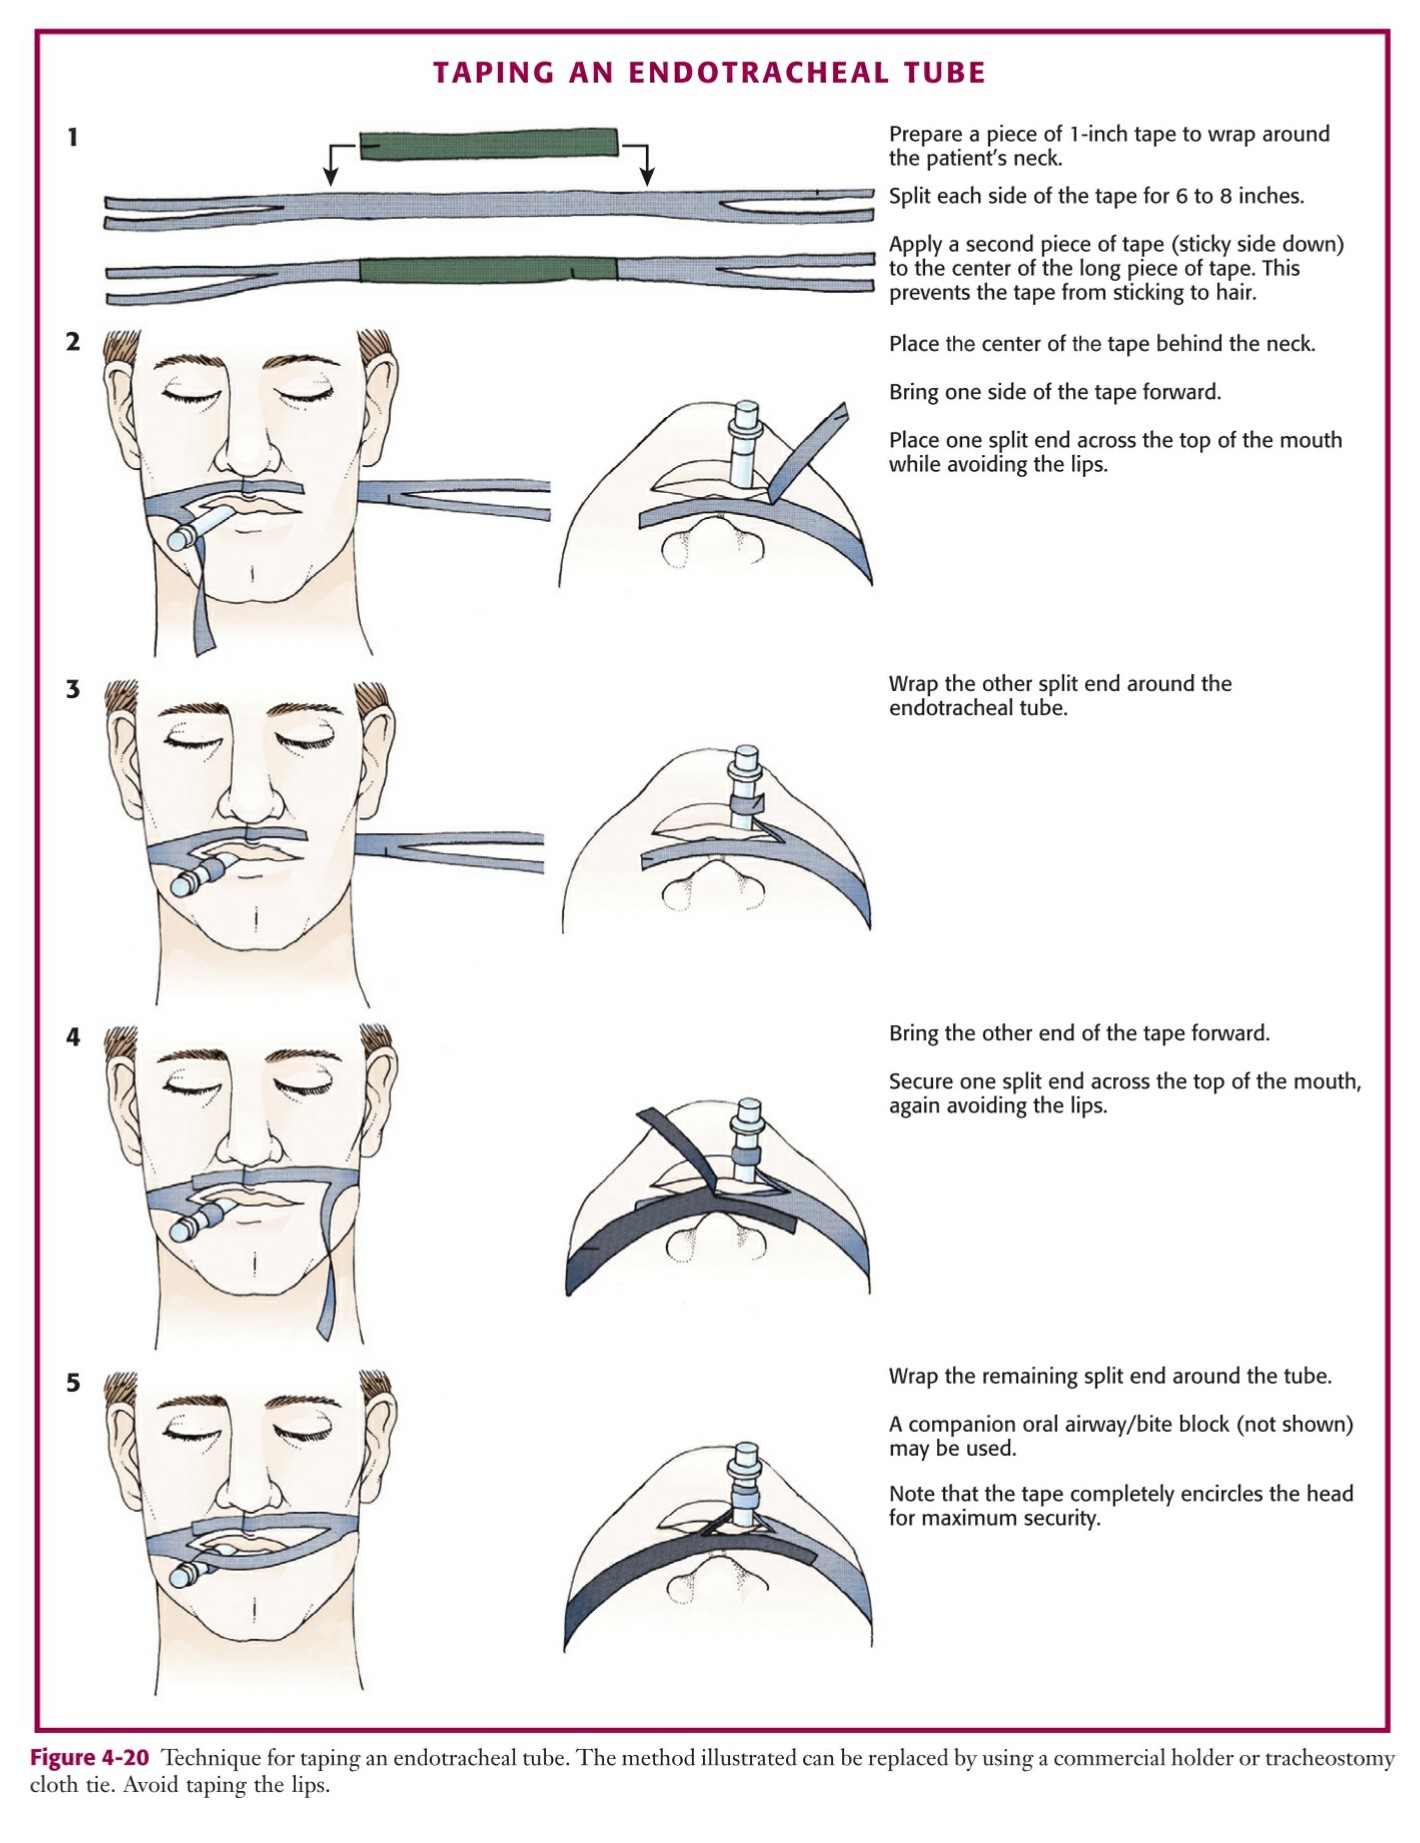 TAPING AN ENDOTRACHEAL TUBE
1
Prepare a piece of 1-inch tape to wrap around
the patient's neck.
Split each side of the tape for 6 to 8 inches.
Apply a second piece of tape (sticky side down)
to the center of the long piece of tape. This
prevents the tape from sticking to hair.
2
Place the center of the tape behind the neck.
Bring one side of the tape forward.
Place one split end across the top of the mouth
while avoiding the lips.
3
Wrap the other split end around the
endotracheal tube.
4
Bring the other end of the tape forward.
Secure one split end across the top of the mouth,
again avoiding the lips.
5
Wrap the remaining split end around the tube.
A companion oral airway/bite block (not shown)
may be used.
Note that the tape completely encircles the head
for maximum security.
Figure 4-20 Technique for taping an endotracheal tube. The method illustrated can be replaced by using a commercial holder or tracheostomy
cloth tie. Avoid taping the lips.